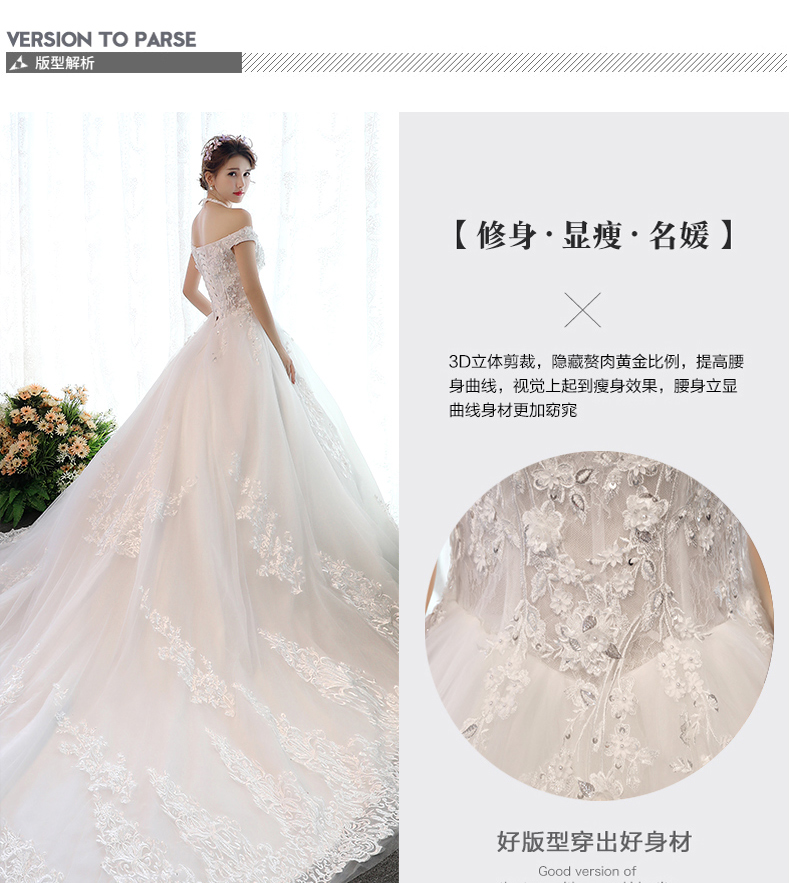 VERSION TO PARSE
版型解析
【 修身 · 显瘦 · 名媛 】
3D立体剪裁，隐藏赘肉黄金比例，提高腰
身曲线，视觉上起到瘦身效果，腰身立显
曲线身材更加窈窕
好版型穿出好身材
Good version of